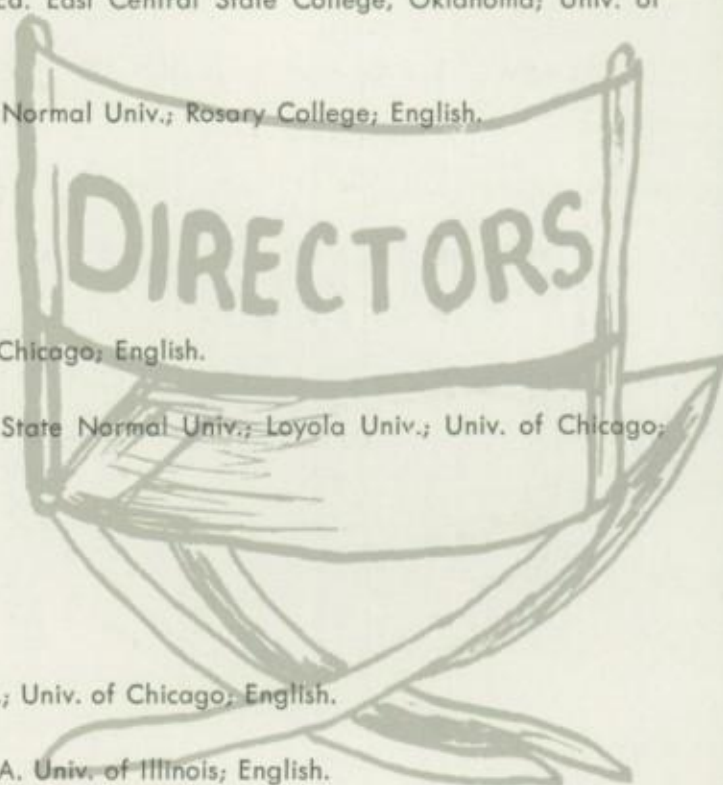 Ed. East Central State College, Oklahoma; Univ. of
Normal Univ.; Rosary College; English.
DIRECTORS
Chicago; English.
State Normal Univ.; Loyola Univ.; Univ. of Chicago;
.; Univ. of Chicago; English.
A. Univ. of Illinois; English.